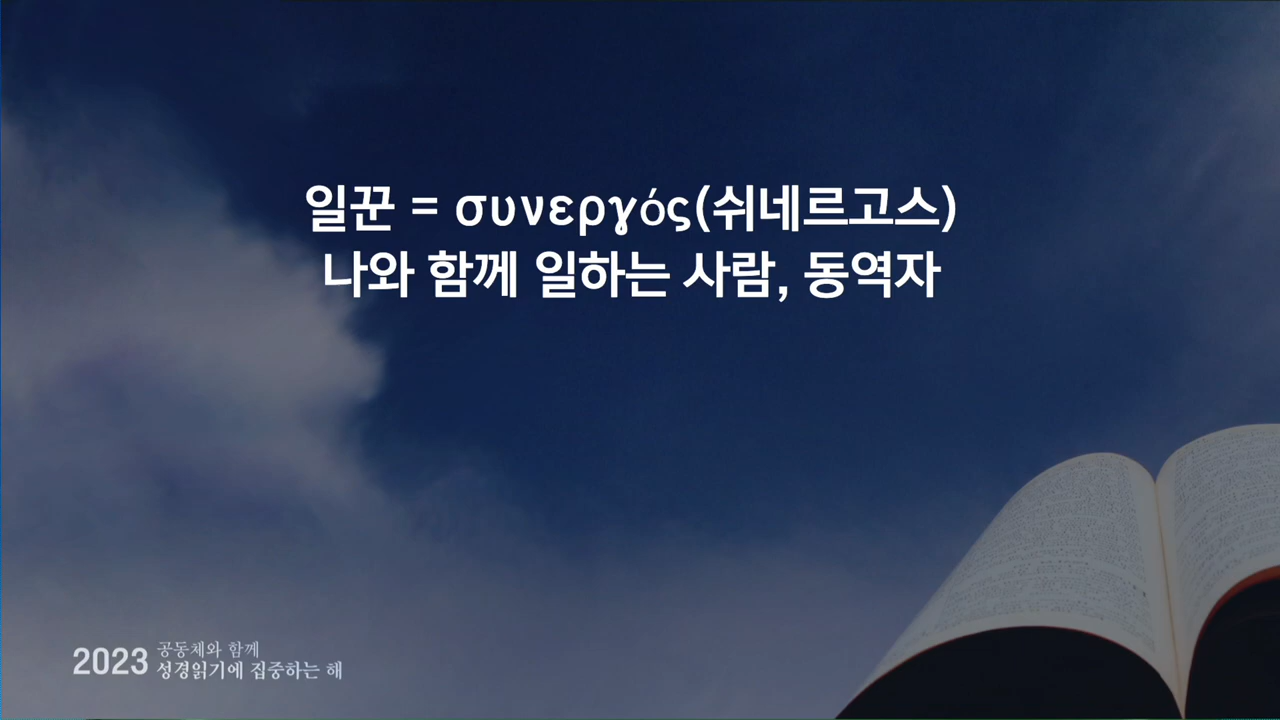 일꾼 = συνεργός(쉬네르고스)
나와 함께 일하는 사람, 동역자
2023 공동체와 함께
성경읽기에 집중하는 해